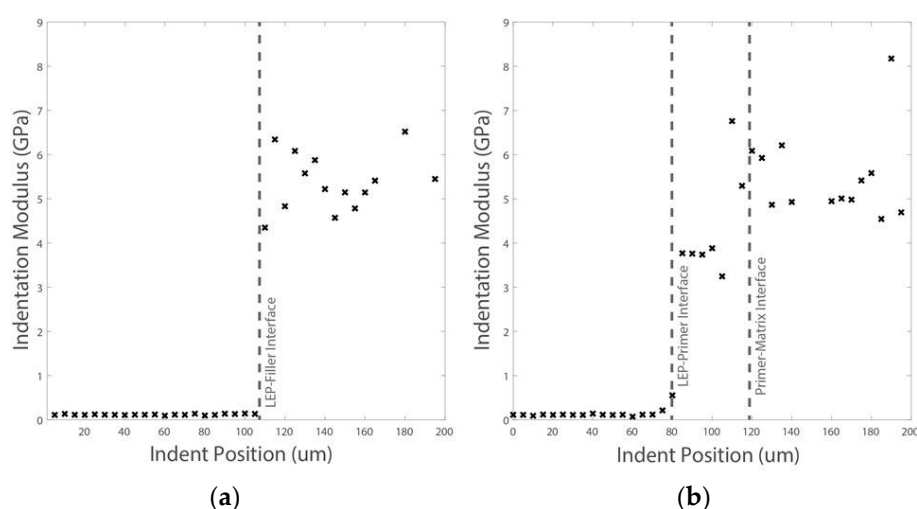 9
8
7
6
5
4
3
2
1
0
Indentation Modulus (GPa)
LEP-Filler Interface
20 40 60 80 100 120 140 160 180 200
Indent Position (um)
(a)
9
8
7
6
5
4
3
2
1
0
Indentation Modulus (GPa)
LEP-Primer Interface
Primer-Matrix Interface
0 20 40 60 80 100 120 140 160 180 200
Indent Position (um)
(b)